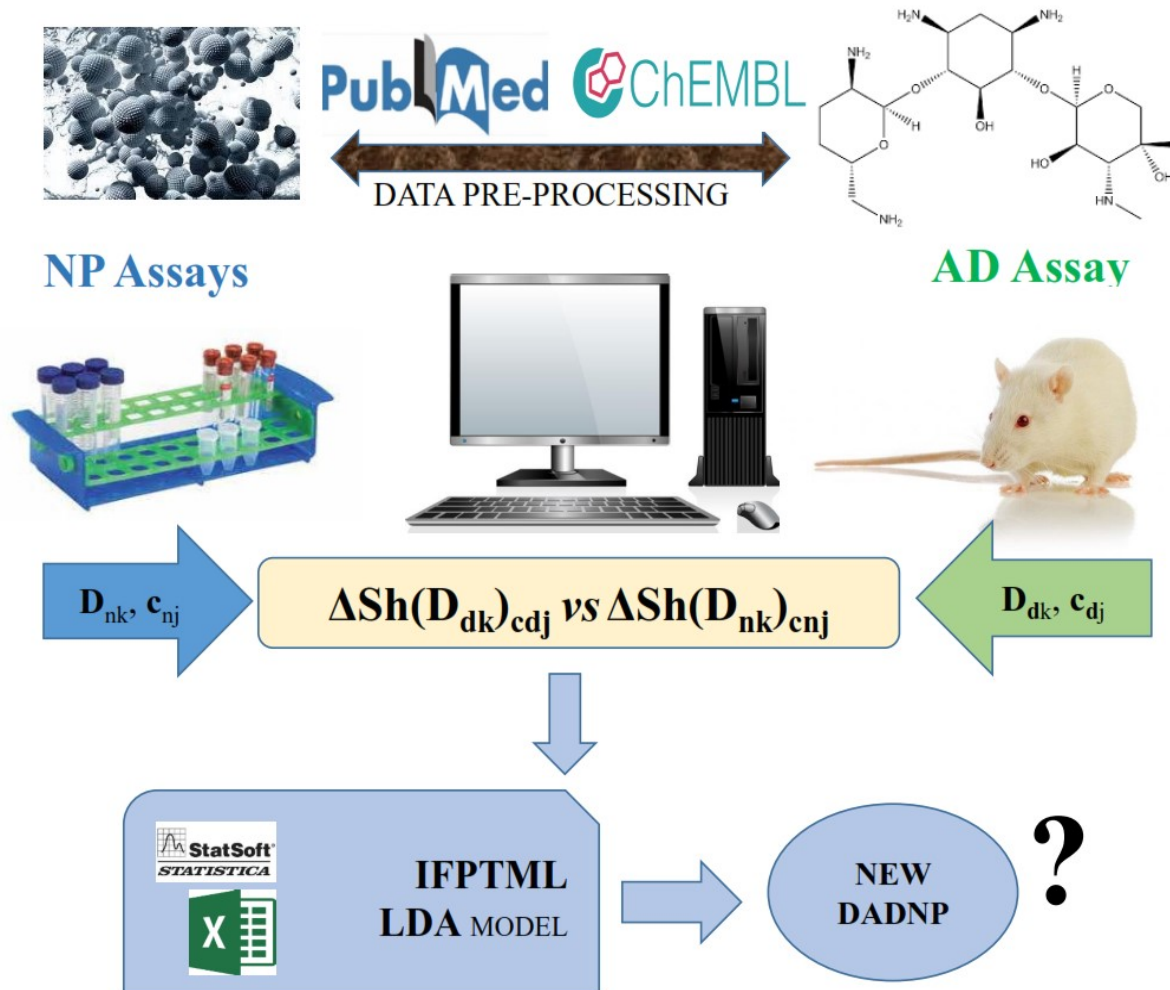 PubMed
ChEMBL
DATA PRE-PROCESSING
H₂N
NH₂
NH₂
O
H
OH
O
O
H
O
HO
OH
HN
NH₂
NP Assays
AD Assay
Dnk, cnj
ΔSh(Ddk)cdj vs ΔSh(Dnk)cnj
Ddk, cdj
StatSoft®
STATISTICA
X
IFPTML
LDA MODEL
NEW
DADNP
?